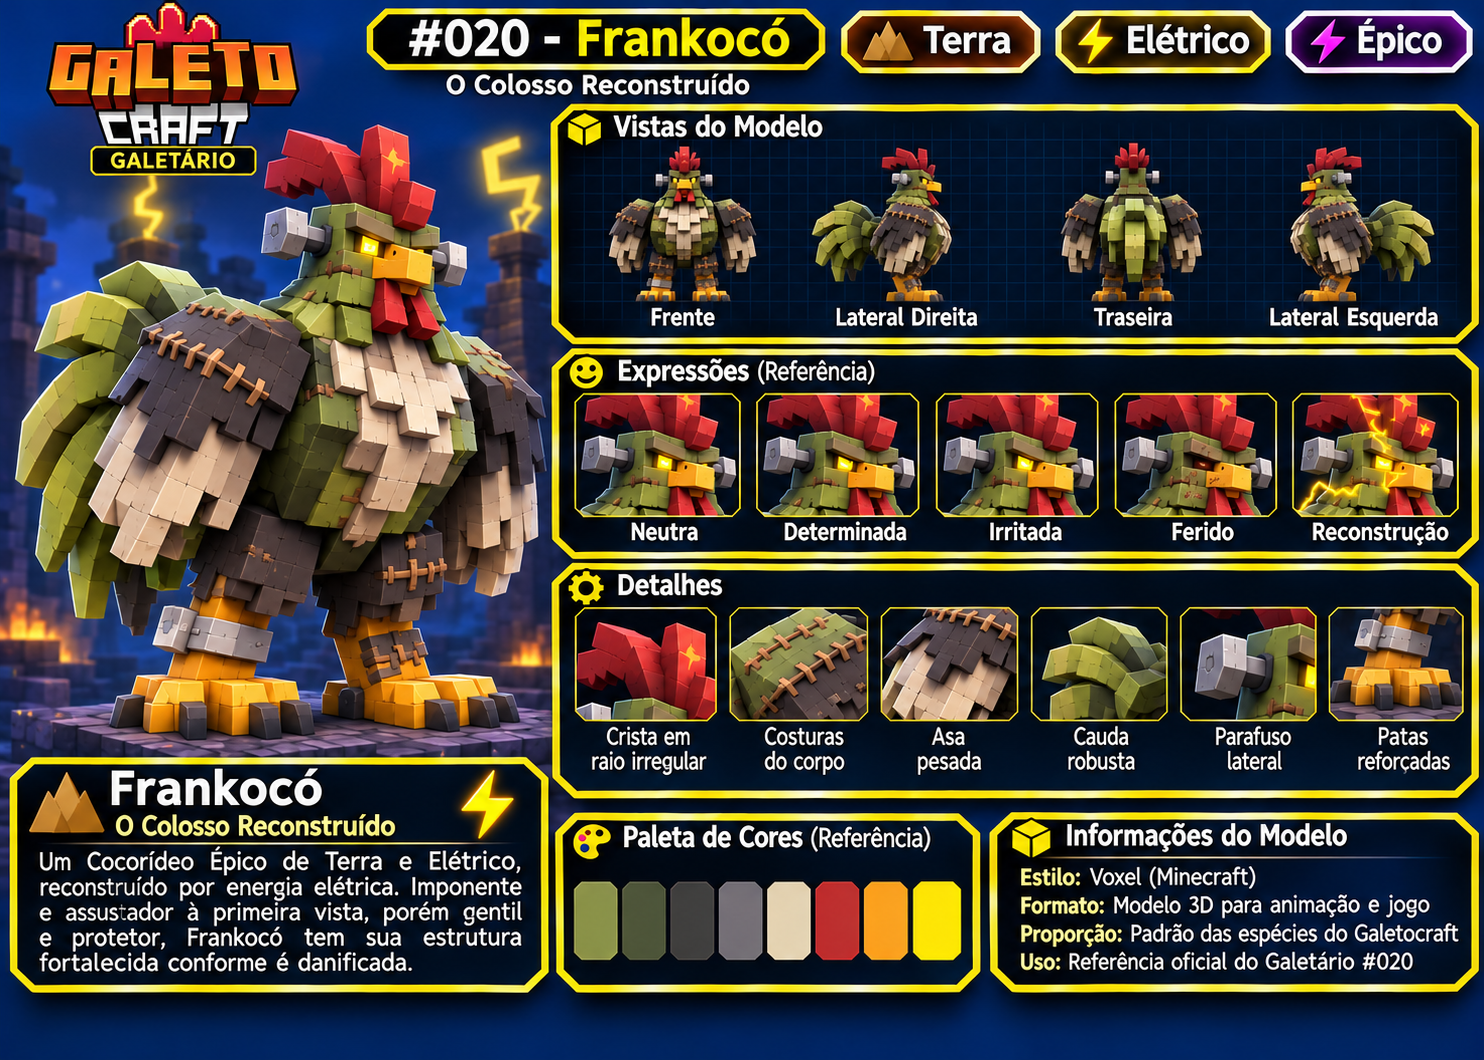 GALETO
CRAFT
GALETÁRIO
#020 - Frankocó
O Colosso Reconstruído
Terra
Elétrico
Épico
Vistas do Modelo
Frente
Lateral Direita
Traseira
Lateral Esquerda
Expressões (Referência)
Neutra
Determinada
Irritada
Ferido
Reconstrução
Detalhes
Crista em
raio irregular
Costuras
do corpo
Asa
pesada
Cauda
robusta
Parafuso
lateral
Patas
reforçadas
Frankocó
O Colosso Reconstruído
Um Cocorídeo Épico de Terra e Elétrico,
reconstruído por energia elétrica. Imponente
e assustador à primeira vista, porém gentil
e protetor, Frankocó tem sua estrutura
fortalecida conforme é danificada.
Paleta de Cores (Referência)
Informações do Modelo
Estilo: Voxel (Minecraft)
Formato: Modelo 3D para animação e jogo
Proporção: Padrão das espécies do Galetocraft
Uso: Referência oficial do Galetário #020